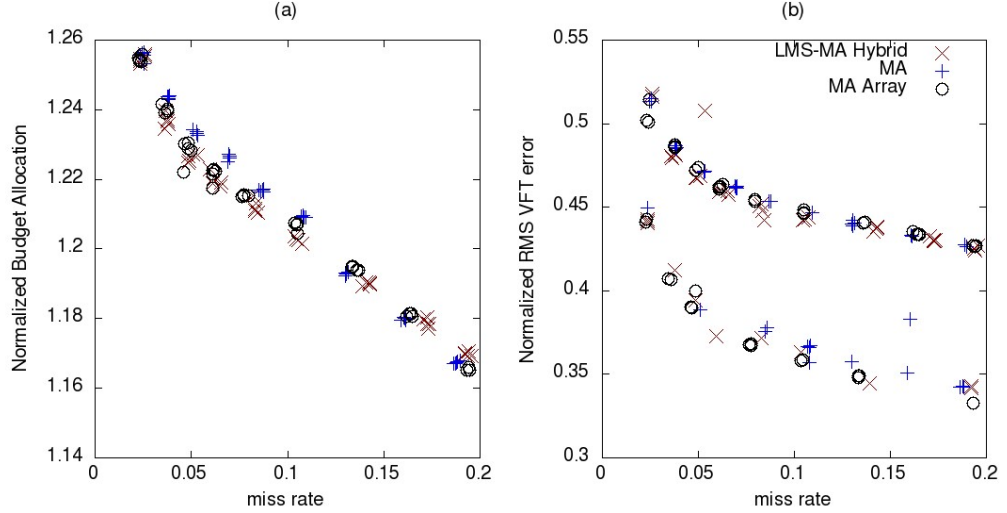 (a)
1.26
1.24
1.22
1.2
1.18
1.16
1.14
Normalized Budget Allocation
0 0.05 0.1 0.15 0.2
miss rate
(b)
LMS-MA Hybrid
MA
MA Array
0.55
0.5
0.45
0.4
0.35
0.3
Normalized RMS VFT error
0 0.05 0.1 0.15 0.2
miss rate